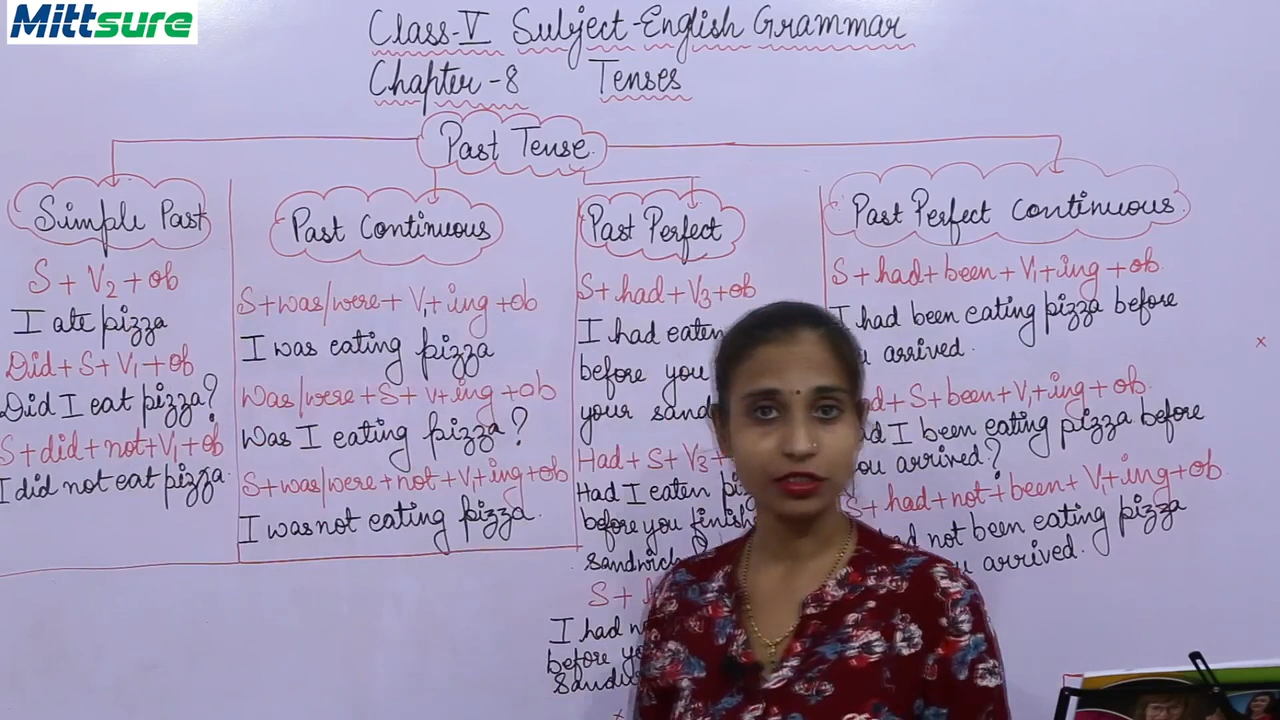 Mittsure
Class-V Subject-English Grammar
Chapter-8 Tenses
Past Tense
Simple Past
S + V2 + ob
I ate pizza
Did + S + V1 + ob
Did I eat pizza?
S + did + not + V1 + ob
I did not eat pizza.
Past Continuous
S + was/were + V1 + ing + ob
I was eating pizza
Was/were + S + V + ing + ob
Was I eating pizza?
S + was/were + not + V1 + ing + ob
I was not eating pizza.
Past Perfect
S + had + V3 + ob
I had eaten
before you
your
Had + S + V3 +
Had I eaten
before you finish
sandwich
S +
I had
before
Past Perfect Continuous
S + had + been + V1 + ing + ob
I had been eating pizza before
arrived.
+ S + been + V1 + ing + ob
I been eating pizza before
arrived?
S + had + not + been + V1 + ing + ob
not been eating pizza
arrived.